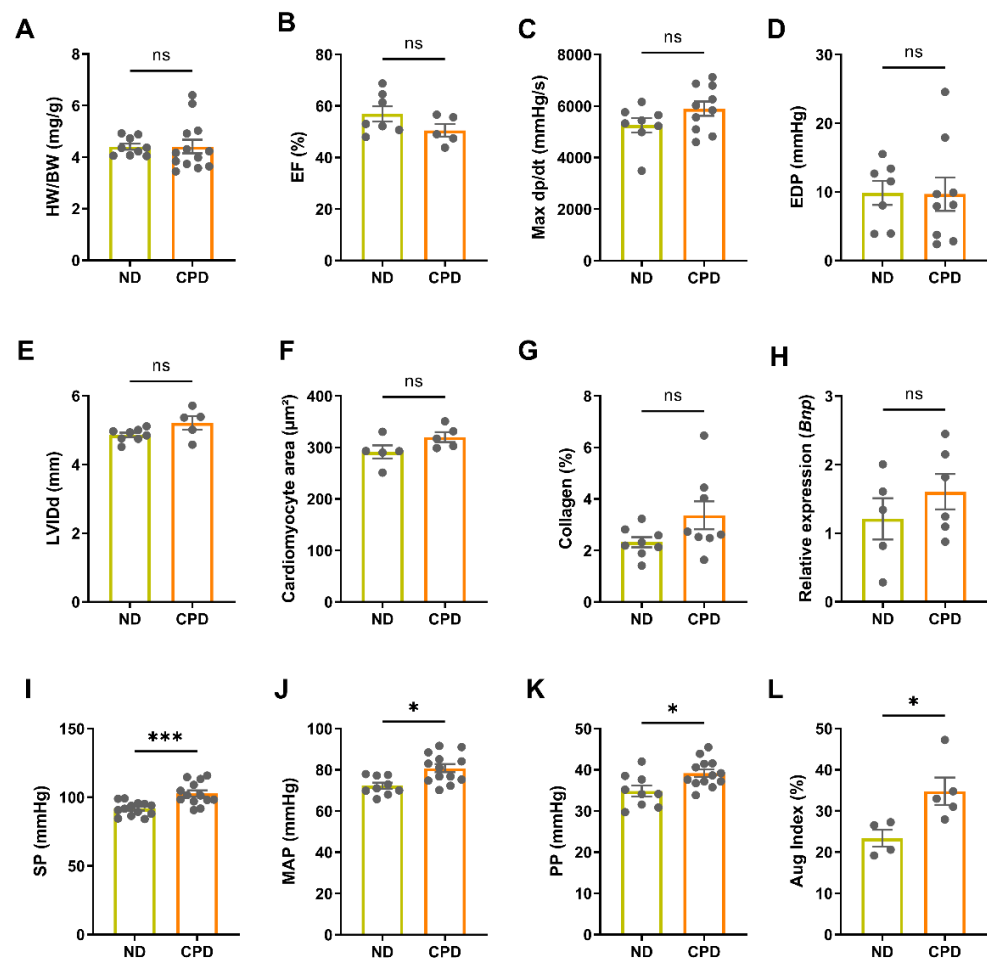 A
ns
HW/BW (mg/g)
8
6
4
2
0
ND CPD
B
ns
EF (%)
80
60
40
20
0
ND CPD
C
ns
Max dp/dt (mmHg/s)
8000
6000
4000
2000
0
ND CPD
D
ns
EDP (mmHg)
30
20
10
0
ND CPD
E
ns
LVIDd (mm)
6
4
2
0
ND CPD
F
ns
Cardiomyocyte area (µm²)
400
300
200
100
0
ND CPD
G
ns
Collagen (%)
8
6
4
2
0
ND CPD
H
ns
Relative expression (Bnp)
3
2
1
0
ND CPD
I
***
SP (mmHg)
150
100
50
0
ND CPD
J
*
MAP (mmHg)
100
80
60
40
20
0
ND CPD
K
*
PP (mmHg)
50
40
30
20
10
0
ND CPD
L
*
Aug Index (%)
50
40
30
20
10
0
ND CPD